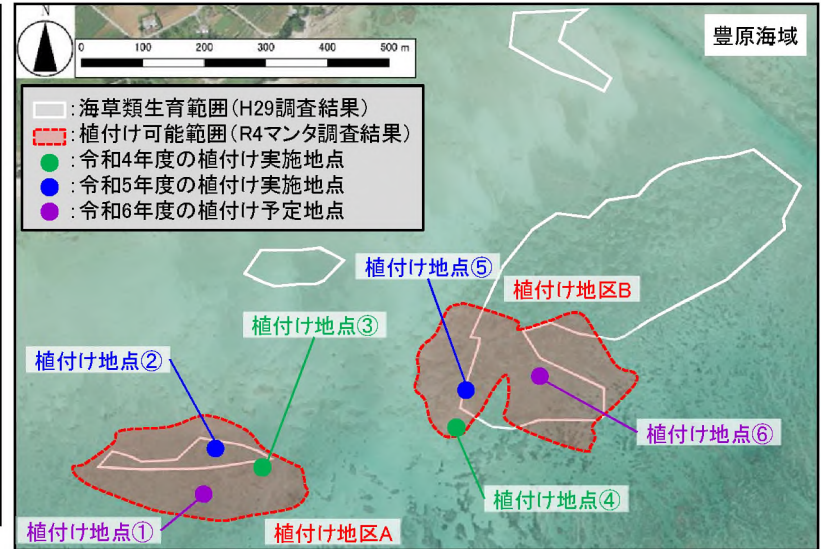 N
0 100 200 300 400 500 m
豊原海域
:海草類生育範囲(H29調査結果)
:植付け可能範囲(R4マンタ調査結果)
:令和4年度の植付け実施地点
:令和5年度の植付け実施地点
:令和6年度の植付け予定地点
植付け地点⑤
植付け地区B
植付け地点③
植付け地点②
植付け地点⑥
植付け地点④
植付け地点①
植付け地区A